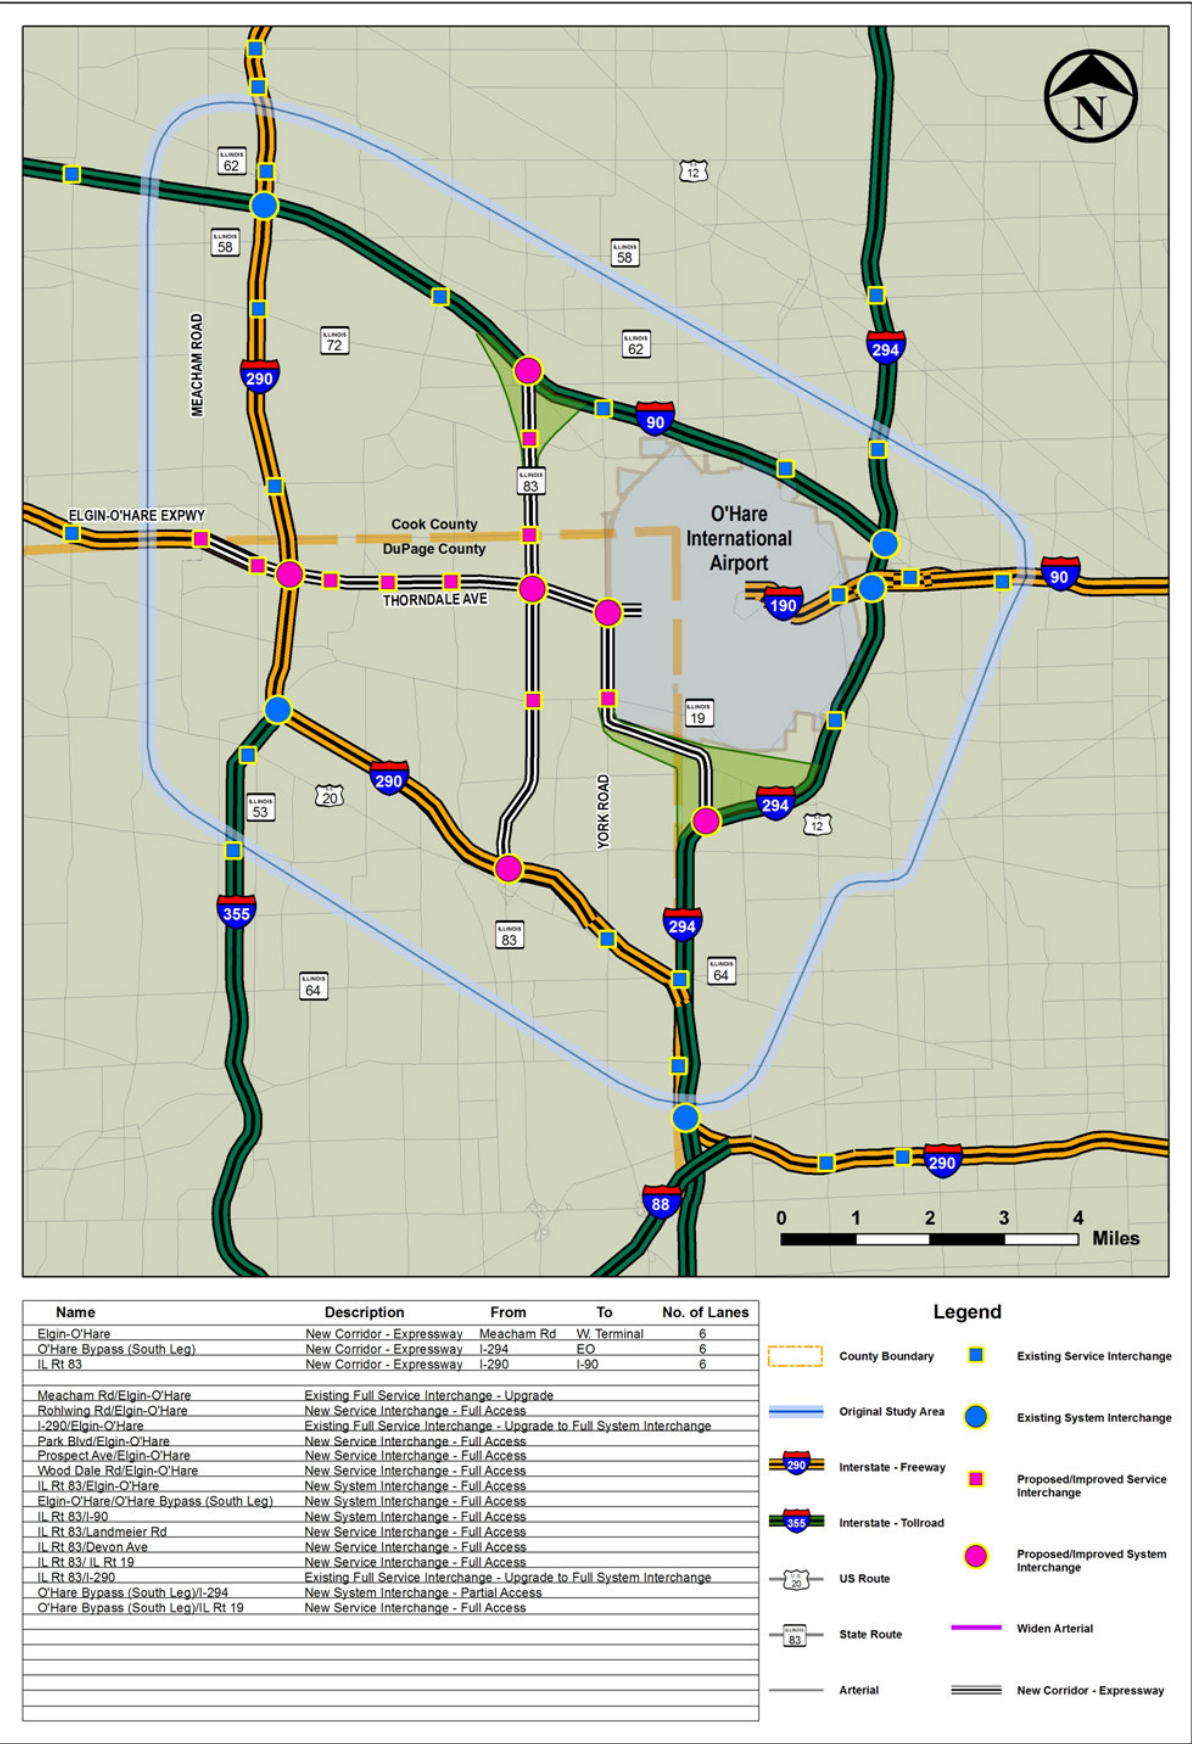 N
ILLINOIS
62
U.S.
12
ILLINOIS
58
ILLINOIS
58
MEACHAM ROAD
ILLINOIS
72
ILLINOIS
62
294
290
90
ILLINOIS
83
ELGIN-O'HARE EXPWY
Cook County
DuPage County
O'Hare
International
Airport
THORNDALE AVE
190
90
ILLINOIS
19
290
20
ILLINOIS
53
YORK ROAD
294
12
355
294
ILLINOIS
83
ILLINOIS
64
ILLINOIS
64
290
88
0 1 2 3 4
Miles
Name Description From To No. of Lanes
Elgin-O'Hare New Corridor - Expressway Meacham Rd W. Terminal 6
O'Hare Bypass (South Leg) New Corridor - Expressway I-294 EO 6
IL Rt 83 New Corridor - Expressway I-290 I-90 6
Meacham Rd/Elgin-O'Hare Existing Full Service Interchange - Upgrade
Rohlwing Rd/Elgin-O'Hare New Service Interchange - Full Access
I-290/Elgin-O'Hare Existing Full Service Interchange - Upgrade to Full System Interchange
Park Blvd/Elgin-O'Hare New Service Interchange - Full Access
Prospect Ave/Elgin-O'Hare New Service Interchange - Full Access
Wood Dale Rd/Elgin-O'Hare New Service Interchange - Full Access
IL Rt 83/Elgin-O'Hare New System Interchange - Full Access
Elgin-O'Hare/O'Hare Bypass (South Leg) New System Interchange - Full Access
IL Rt 83/I-90 New System Interchange - Full Access
IL Rt 83/Landmeier Rd New Service Interchange - Full Access
IL Rt 83/Devon Ave New Service Interchange - Full Access
IL Rt 83/ IL Rt 19 New Service Interchange - Full Access
IL Rt 83/I-290 Existing Full Service Interchange - Upgrade to Full System Interchange
O'Hare Bypass (South Leg)/I-294 New System Interchange - Partial Access
O'Hare Bypass (South Leg)/IL Rt 19 New Service Interchange - Full Access
Legend
County Boundary
Original Study Area
290
Interstate - Freeway
355
Interstate - Tollroad
U.S.
20
US Route
ILLINOIS
83
State Route
Arterial
Existing Service Interchange
Existing System Interchange
Proposed/Improved Service
Interchange
Proposed/Improved System
Interchange
Widen Arterial
New Corridor - Expressway